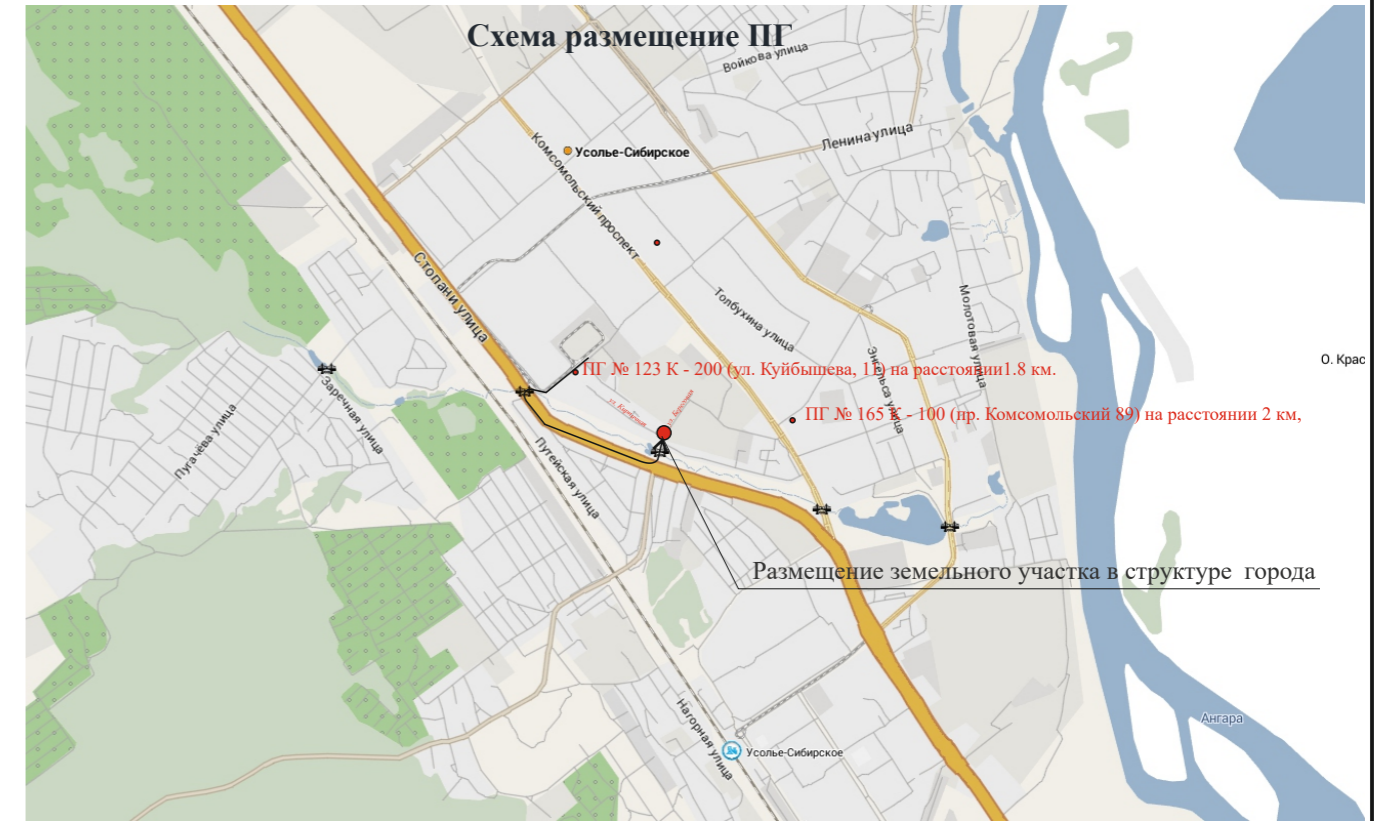 Схема размещение ПГ
Войкова улица
Ленина улица
Комсомольский проспект
Усолье-Сибирское
Стопани улица
Толбухина улица
Молотовая улица
Энгельса улица
О. Крас
ПГ № 123 К - 200 (ул. Куйбышева, 11) на расстоянии1.8 км.
ПГ № 165 К - 100 (пр. Комсомольский 89) на расстоянии 2 км,
Заречная улица
Пугачёва улица
Путейская улица
Размещение земельного участка в структуре города
Нагорная улица
Усолье-Сибирское
Ангара